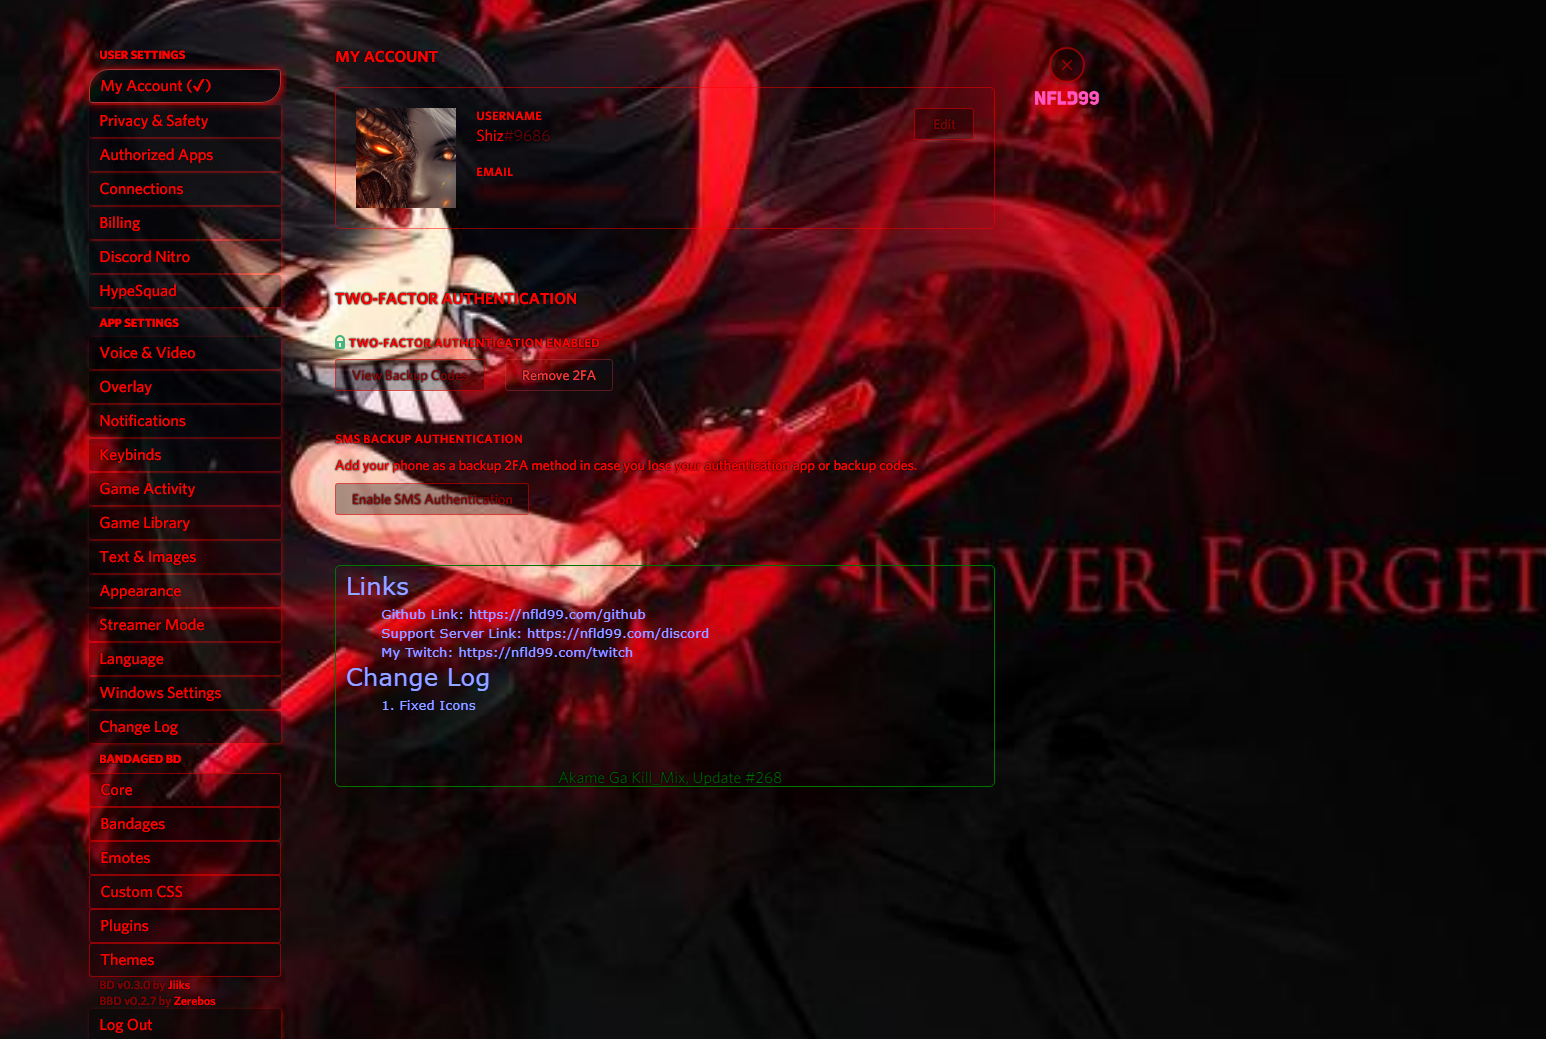 USER SETTINGS
My Account (✓)
Privacy & Safety
Authorized Apps
Connections
Billing
Discord Nitro
HypeSquad
APP SETTINGS
Voice & Video
Overlay
Notifications
Keybinds
Game Activity
Game Library
Text & Images
Appearance
Streamer Mode
Language
Windows Settings
Change Log
BANDAGED BD
Core
Bandages
Emotes
Custom CSS
Plugins
Themes
BD v0.3.0 by Jiiks
BBD v0.2.7 by Zerebos
Log Out
MY ACCOUNT
USERNAME
Shiz#9686
EMAIL
Edit
NFLD99
TWO-FACTOR AUTHENTICATION
TWO-FACTOR AUTHENTICATION ENABLED
View Backup Codes
Remove 2FA
SMS BACKUP AUTHENTICATION
Add your phone as a backup 2FA method in case you lose your authentication app or backup codes.
Enable SMS Authentication
NEVER FORGET
Links
Github Link: https://nfld99.com/github
Support Server Link: https://nfld99.com/discord
My Twitch: https://nfld99.com/twitch
Change Log
1. Fixed Icons
Akame Ga Kill_Mix, Update #268